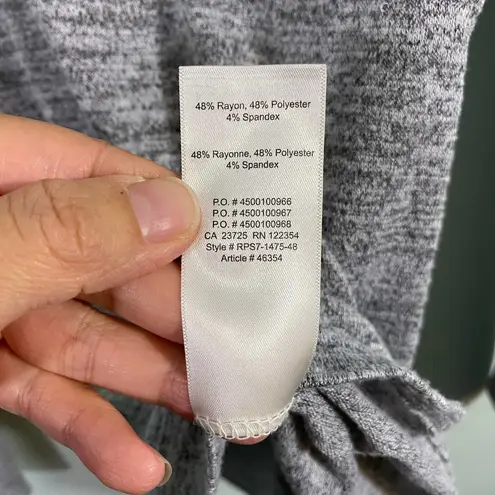 48% Rayon, 48% Polyester
4% Spandex
48% Rayonne, 48% Polyester
4% Spandex
P.O. # 4500100966
P.O. # 4500100967
P.O. # 4500100968
CA 23725 RN 122354
Style # RPS7-1475-48
Article # 46354